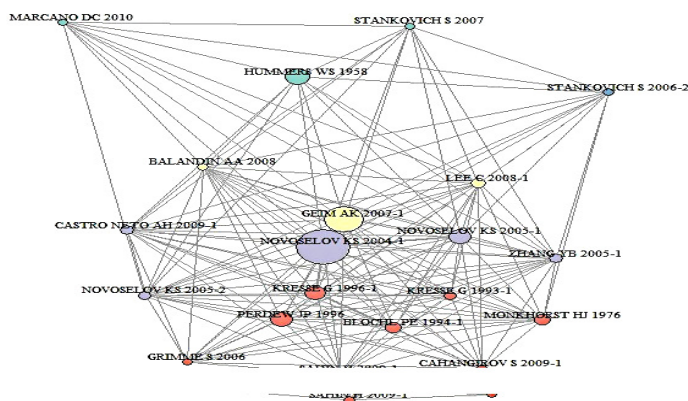 MARCANO DC 2010
STANKOVICH S 2007
HUMMERS WS 1958
STANKOVICH S 2006-2
BALANDIN AA 2008
LEE C 2008-1
GEIM AK 2007-1
CASTRO NETO AH 2009-1
NOVOSELOV KS 2005-1
NOVOSELOV KS 2004-1
ZHANG YB 2005-1
NOVOSELOV KS 2005-2
KRESSE G 1996-1
KRESSE G 1993-1
PERDEW JP 1996
BLOCHL PE 1994-1
MONKHORST HJ 1976
GRIMME S 2006
CAHANGIROV S 2009-1
SAHIN H 2009-1